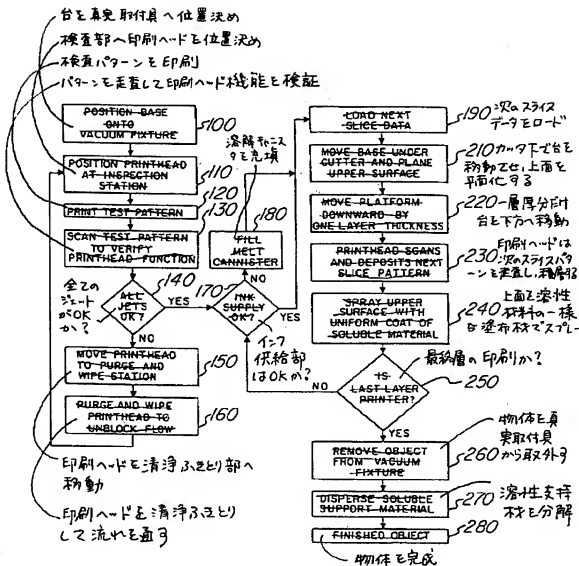 台を真空取付具へ位置決め
検査部へ印刷ヘッドを位置決め
検査パターンを印刷
パターンを走査して印刷ヘッド機能を検証
POSITION BASE
ONTO
VACUUM FIXTURE
100
POSITION PRINTHEAD
AT INSPECTION
STATION
110
PRINT TEST PATTERN
120
SCAN TEST PATTERN
TO VERIFY
PRINTHEAD FUNCTION
130
全ての
ジェットが
OK
か?
ALL
JETS OK?
140
YES
NO
MOVE PRINTHEAD
TO PURGE AND
WIPE STATION
150
PURGE AND WIPE
PRINTHEAD TO
UNBLOCK FLOW
160
印刷ヘッドを清浄ふきとり部へ
移動
印刷ヘッドを清浄ふきとり
して流れを直す
溶解キャニス
タを充填
180
FILL
MELT
CANNISTER
NO
170
INK
SUPPLY
OK?
YES
インク
供給部
はOKか?
LOAD NEXT
SLICE DATA
190
次のスライス
データをロード
MOVE BASE UNDER
CUTTER AND PLANE
UPPER SURFACE
210
カッタ下で台を
移動させ,上面を
平面化する
MOVE PLATFORM
DOWNWARD BY
ONE LAYER THICKNESS
220
一層厚分だけ
台を下方へ移動
PRINTHEAD SCANS
AND DEPOSITS NEXT
SLICE PATTERN
230
印刷ヘッドは
次のスライスパタ
ーンを走査し,積層する
SPRAY UPPER
SURFACE WITH
UNIFORM COAT OF
SOLUBLE MATERIAL
240
上面を溶性
材料の一様
な塗布材でスプレー
最終層の印刷か?
IS
LAST LAYER
PRINTER?
250
NO
YES
REMOVE OBJECT
FROM VACUUM
FIXTURE
260
物体を真
空取付具
から取外す
DISPERSE SOLUBLE
SUPPORT MATERIAL
270
溶性支持
材を分解
FINISHED OBJECT
280
物体を完成